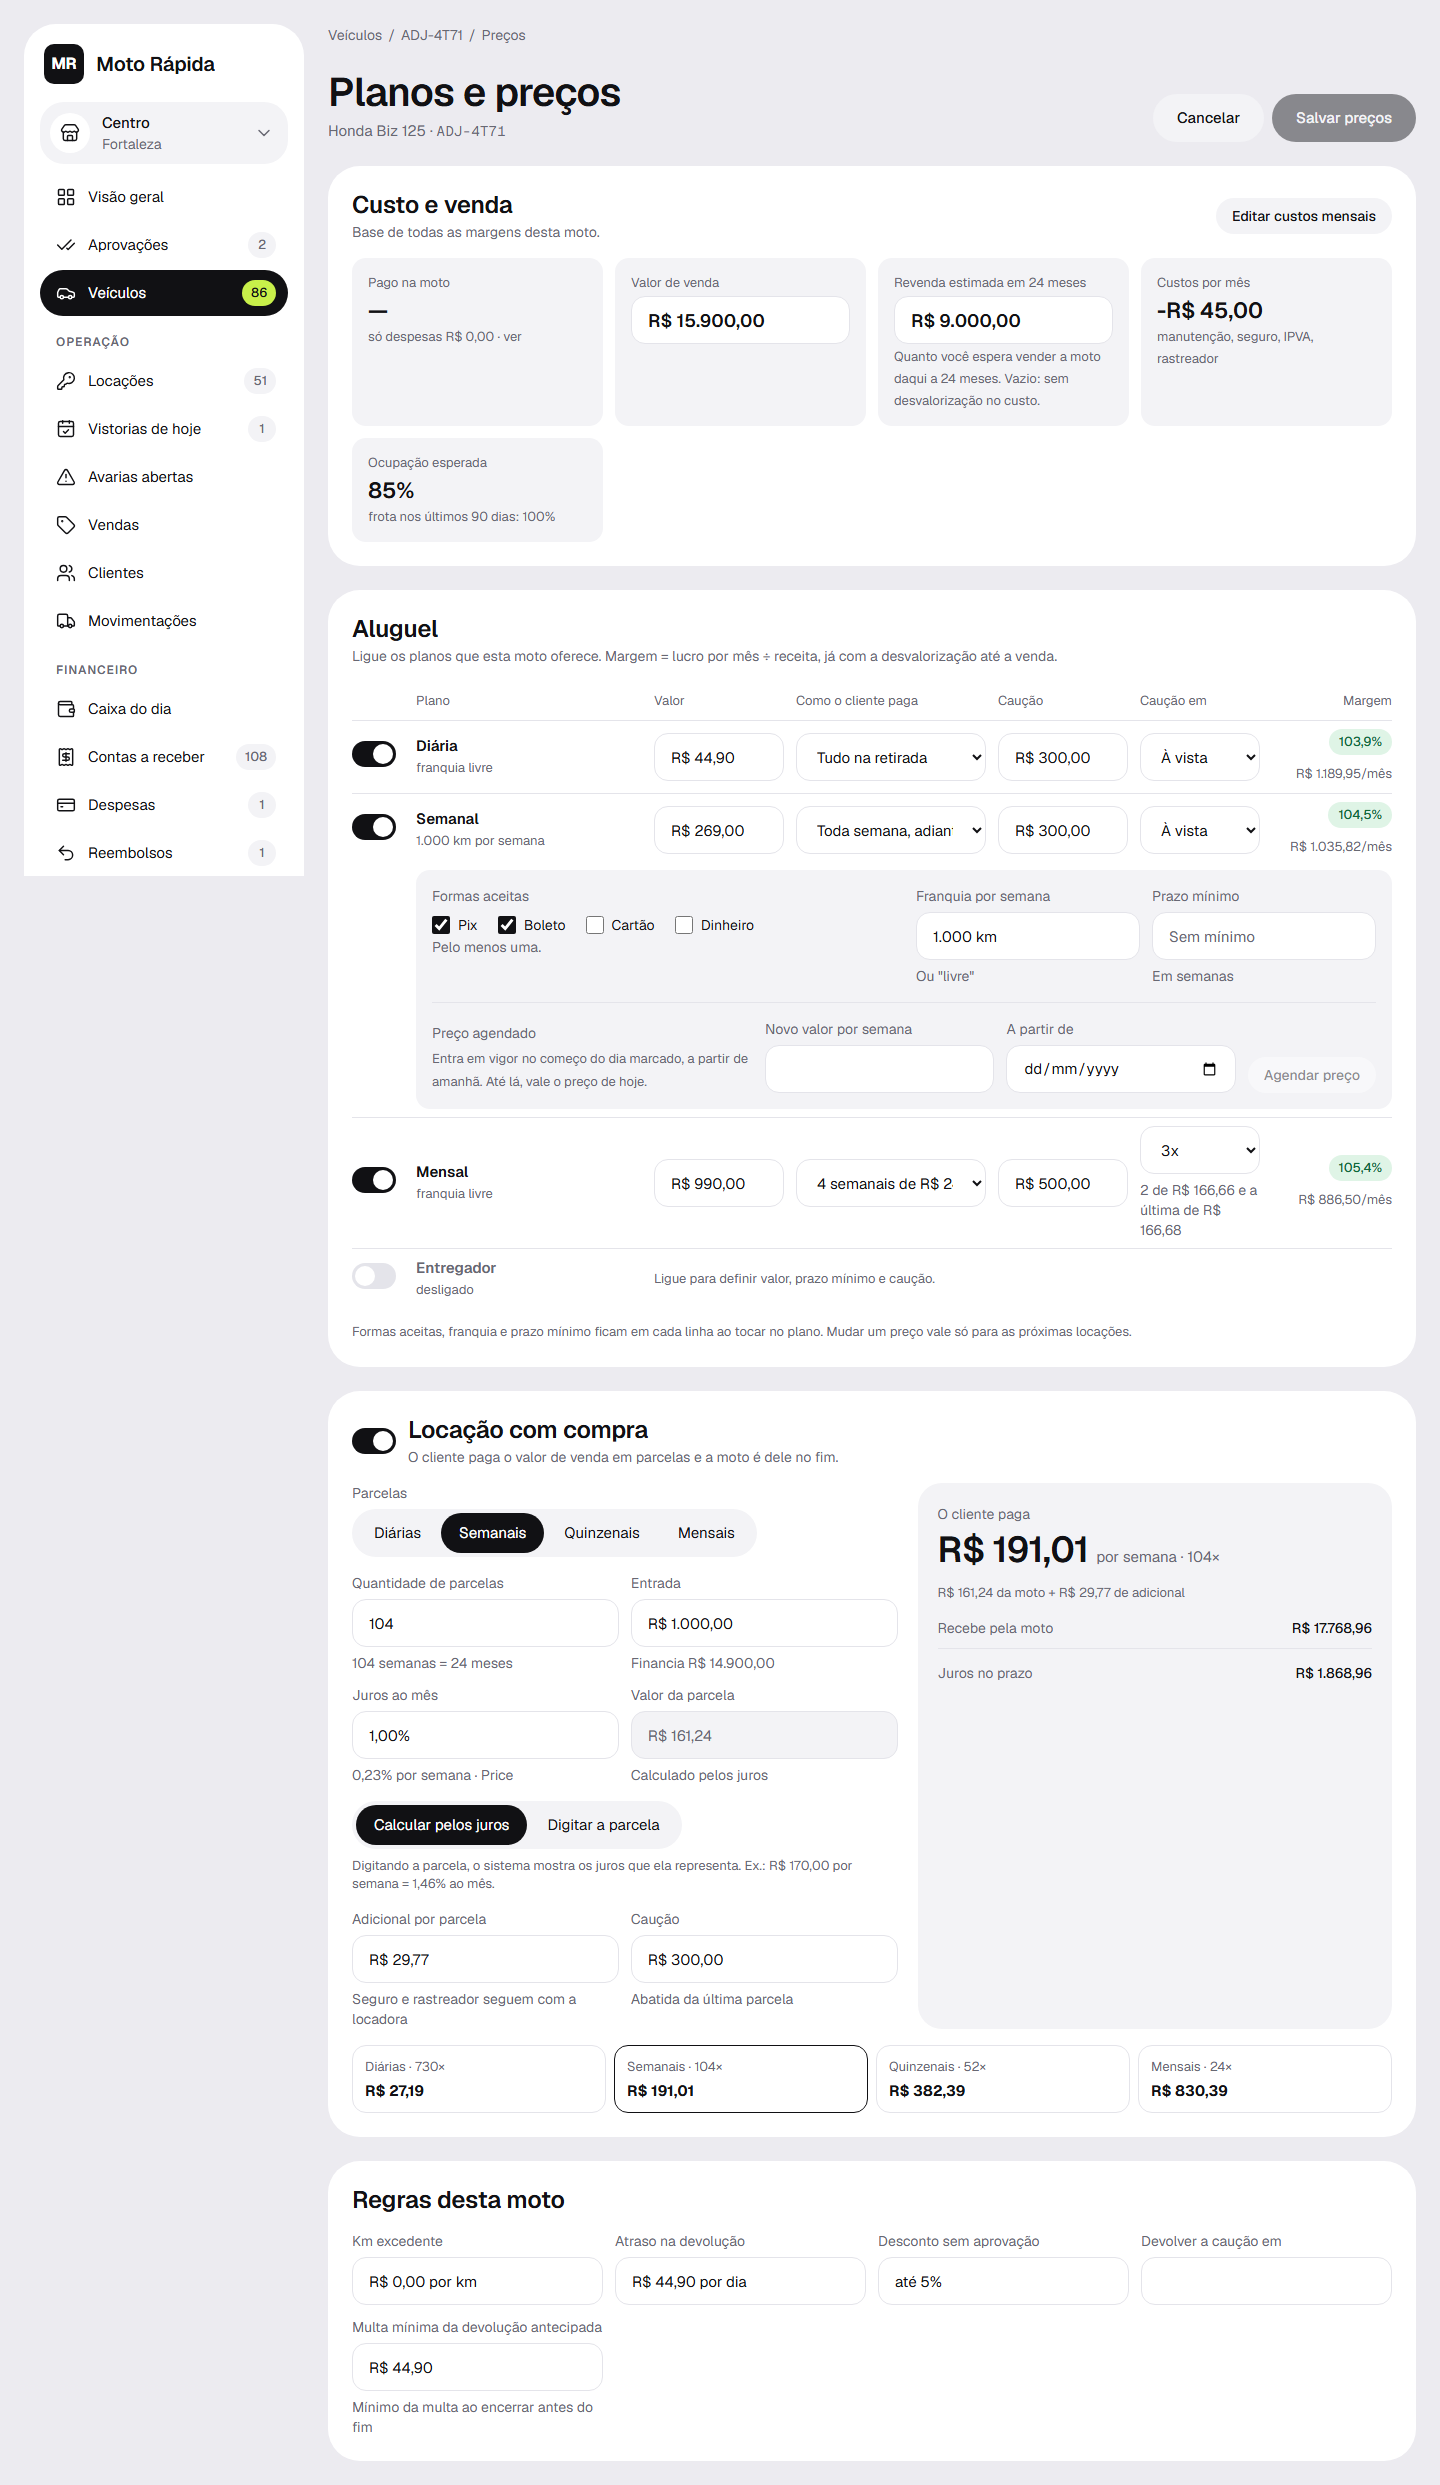 MR Moto Rápida
Centro
Fortaleza
Visão geral
Aprovações 2
Veículos 86
OPERAÇÃO
Locações 51
Vistorias de hoje 1
Avarias abertas
Vendas
Clientes
Movimentações
FINANCEIRO
Caixa do dia
Contas a receber 108
Despesas 1
Reembolsos 1
Veículos / ADJ-4T71 / Preços
Planos e preços
Honda Biz 125 · ADJ-4T71
Cancelar
Salvar preços
Custo e venda
Base de todas as margens desta moto.
Editar custos mensais
Pago na moto
—
só despesas R$ 0,00 · ver
Valor de venda
R$ 15.900,00
Revenda estimada em 24 meses
R$ 9.000,00
Quanto você espera vender a moto
daqui a 24 meses. Vazio: sem
desvalorização no custo.
Custos por mês
-R$ 45,00
manutenção, seguro, IPVA,
rastreador
Ocupação esperada
85%
frota nos últimos 90 dias: 100%
Aluguel
Ligue os planos que esta moto oferece. Margem = lucro por mês ÷ receita, já com a desvalorização até a venda.
Plano Valor Como o cliente paga Caução Caução em Margem
Diária
franquia livre
R$ 44,90
Tudo na retirada
R$ 300,00
À vista
103,9%
R$ 1.189,95/mês
Semanal
1.000 km por semana
R$ 269,00
Toda semana, adian
R$ 300,00
À vista
104,5%
R$ 1.035,82/mês
Formas aceitas
Pix Boleto Cartão Dinheiro
Pelo menos uma.
Franquia por semana
1.000 km
Ou "livre"
Prazo mínimo
Sem mínimo
Em semanas
Preço agendado
Entra em vigor no começo do dia marcado, a partir de
amanhã. Até lá, vale o preço de hoje.
Novo valor por semana
A partir de
dd/mm/yyyy
Agendar preço
Mensal
franquia livre
R$ 990,00
4 semanais de R$ 2
R$ 500,00
3x
2 de R$ 166,66 e a
última de R$
166,68
105,4%
R$ 886,50/mês
Entregador
desligado
Ligue para definir valor, prazo mínimo e caução.
Formas aceitas, franquia e prazo mínimo ficam em cada linha ao tocar no plano. Mudar um preço vale só para as próximas locações.
Locação com compra
O cliente paga o valor de venda em parcelas e a moto é dele no fim.
Parcelas
Diárias Semanais Quinzenais Mensais
Quantidade de parcelas
104
104 semanas = 24 meses
Entrada
R$ 1.000,00
Financia R$ 14.900,00
Juros ao mês
1,00%
0,23% por semana · Price
Valor da parcela
R$ 161,24
Calculado pelos juros
Calcular pelos juros Digitar a parcela
Digitando a parcela, o sistema mostra os juros que ela representa. Ex.: R$ 170,00 por
semana = 1,46% ao mês.
Adicional por parcela
R$ 29,77
Seguro e rastreador seguem com a
locadora
Caução
R$ 300,00
Abatida da última parcela
O cliente paga
R$ 191,01 por semana · 104×
R$ 161,24 da moto + R$ 29,77 de adicional
Recebe pela moto R$ 17.768,96
Juros no prazo R$ 1.868,96
Diárias · 730×
R$ 27,19
Semanais · 104×
R$ 191,01
Quinzenais · 52×
R$ 382,39
Mensais · 24×
R$ 830,39
Regras desta moto
Km excedente
R$ 0,00 por km
Atraso na devolução
R$ 44,90 por dia
Desconto sem aprovação
até 5%
Devolver a caução em
Multa mínima da devolução antecipada
R$ 44,90
Mínimo da multa ao encerrar antes do
fim